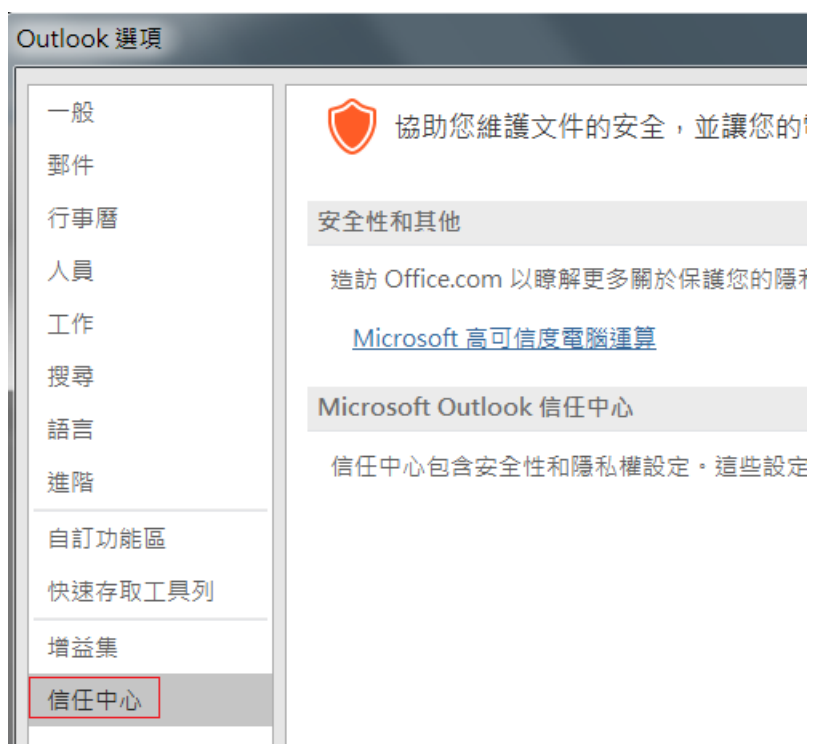 Outlook 選項
一般
郵件
行事曆
人員
工作
搜尋
語言
進階
自訂功能區
快速存取工具列
增益集
信任中心
協助您維護文件的安全，並讓您的
安全性和其他
造訪 Office.com 以瞭解更多關於保護您的隱
Microsoft 高可信度電腦運算
Microsoft Outlook 信任中心
信任中心包含安全性和隱私權設定。這些設定